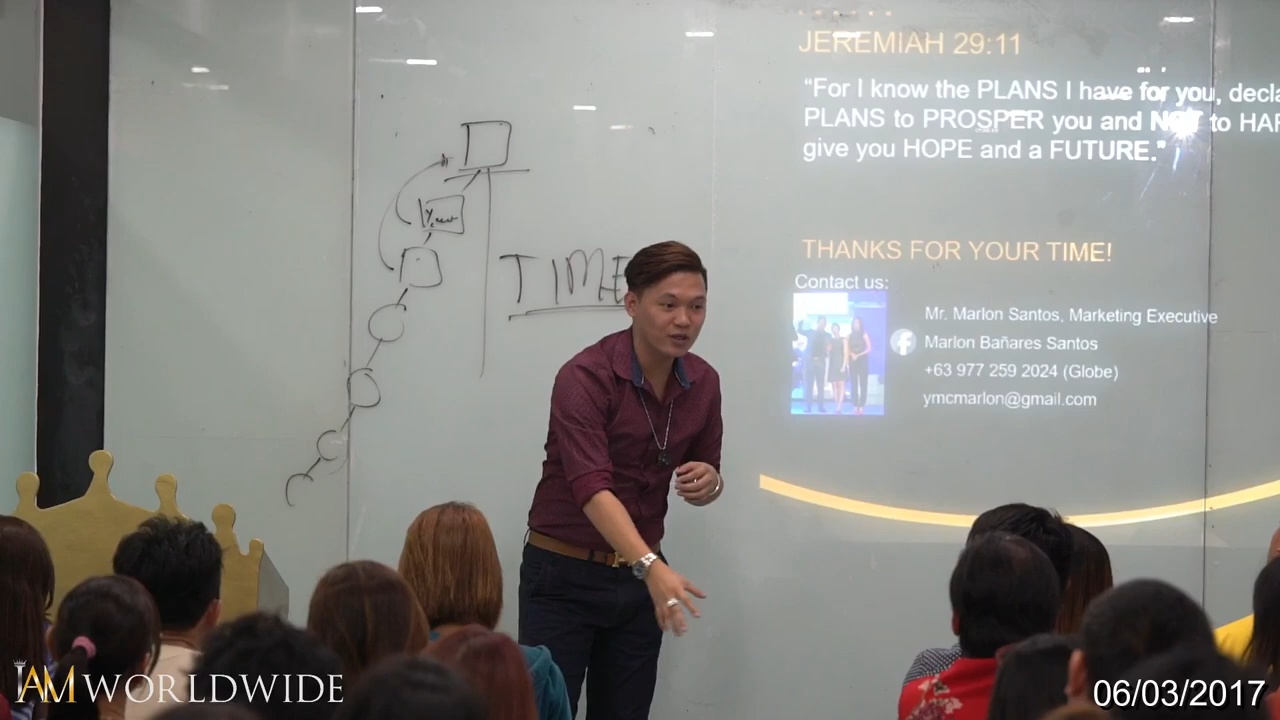 JEREMIAH 29:11
“For I know the PLANS I have for you,
PLANS to PROSPER you and NOT to
give you HOPE and a FUTURE.”
Year
TIME
THANKS FOR YOUR TIME!
Contact us:
Mr. Marlon Santos, Marketing Executive
Marlon Bañares Santos
+63 977 259 2024 (Globe)
ymcmarlon@gmail.com
IAM WORLDWIDE
06/03/2017